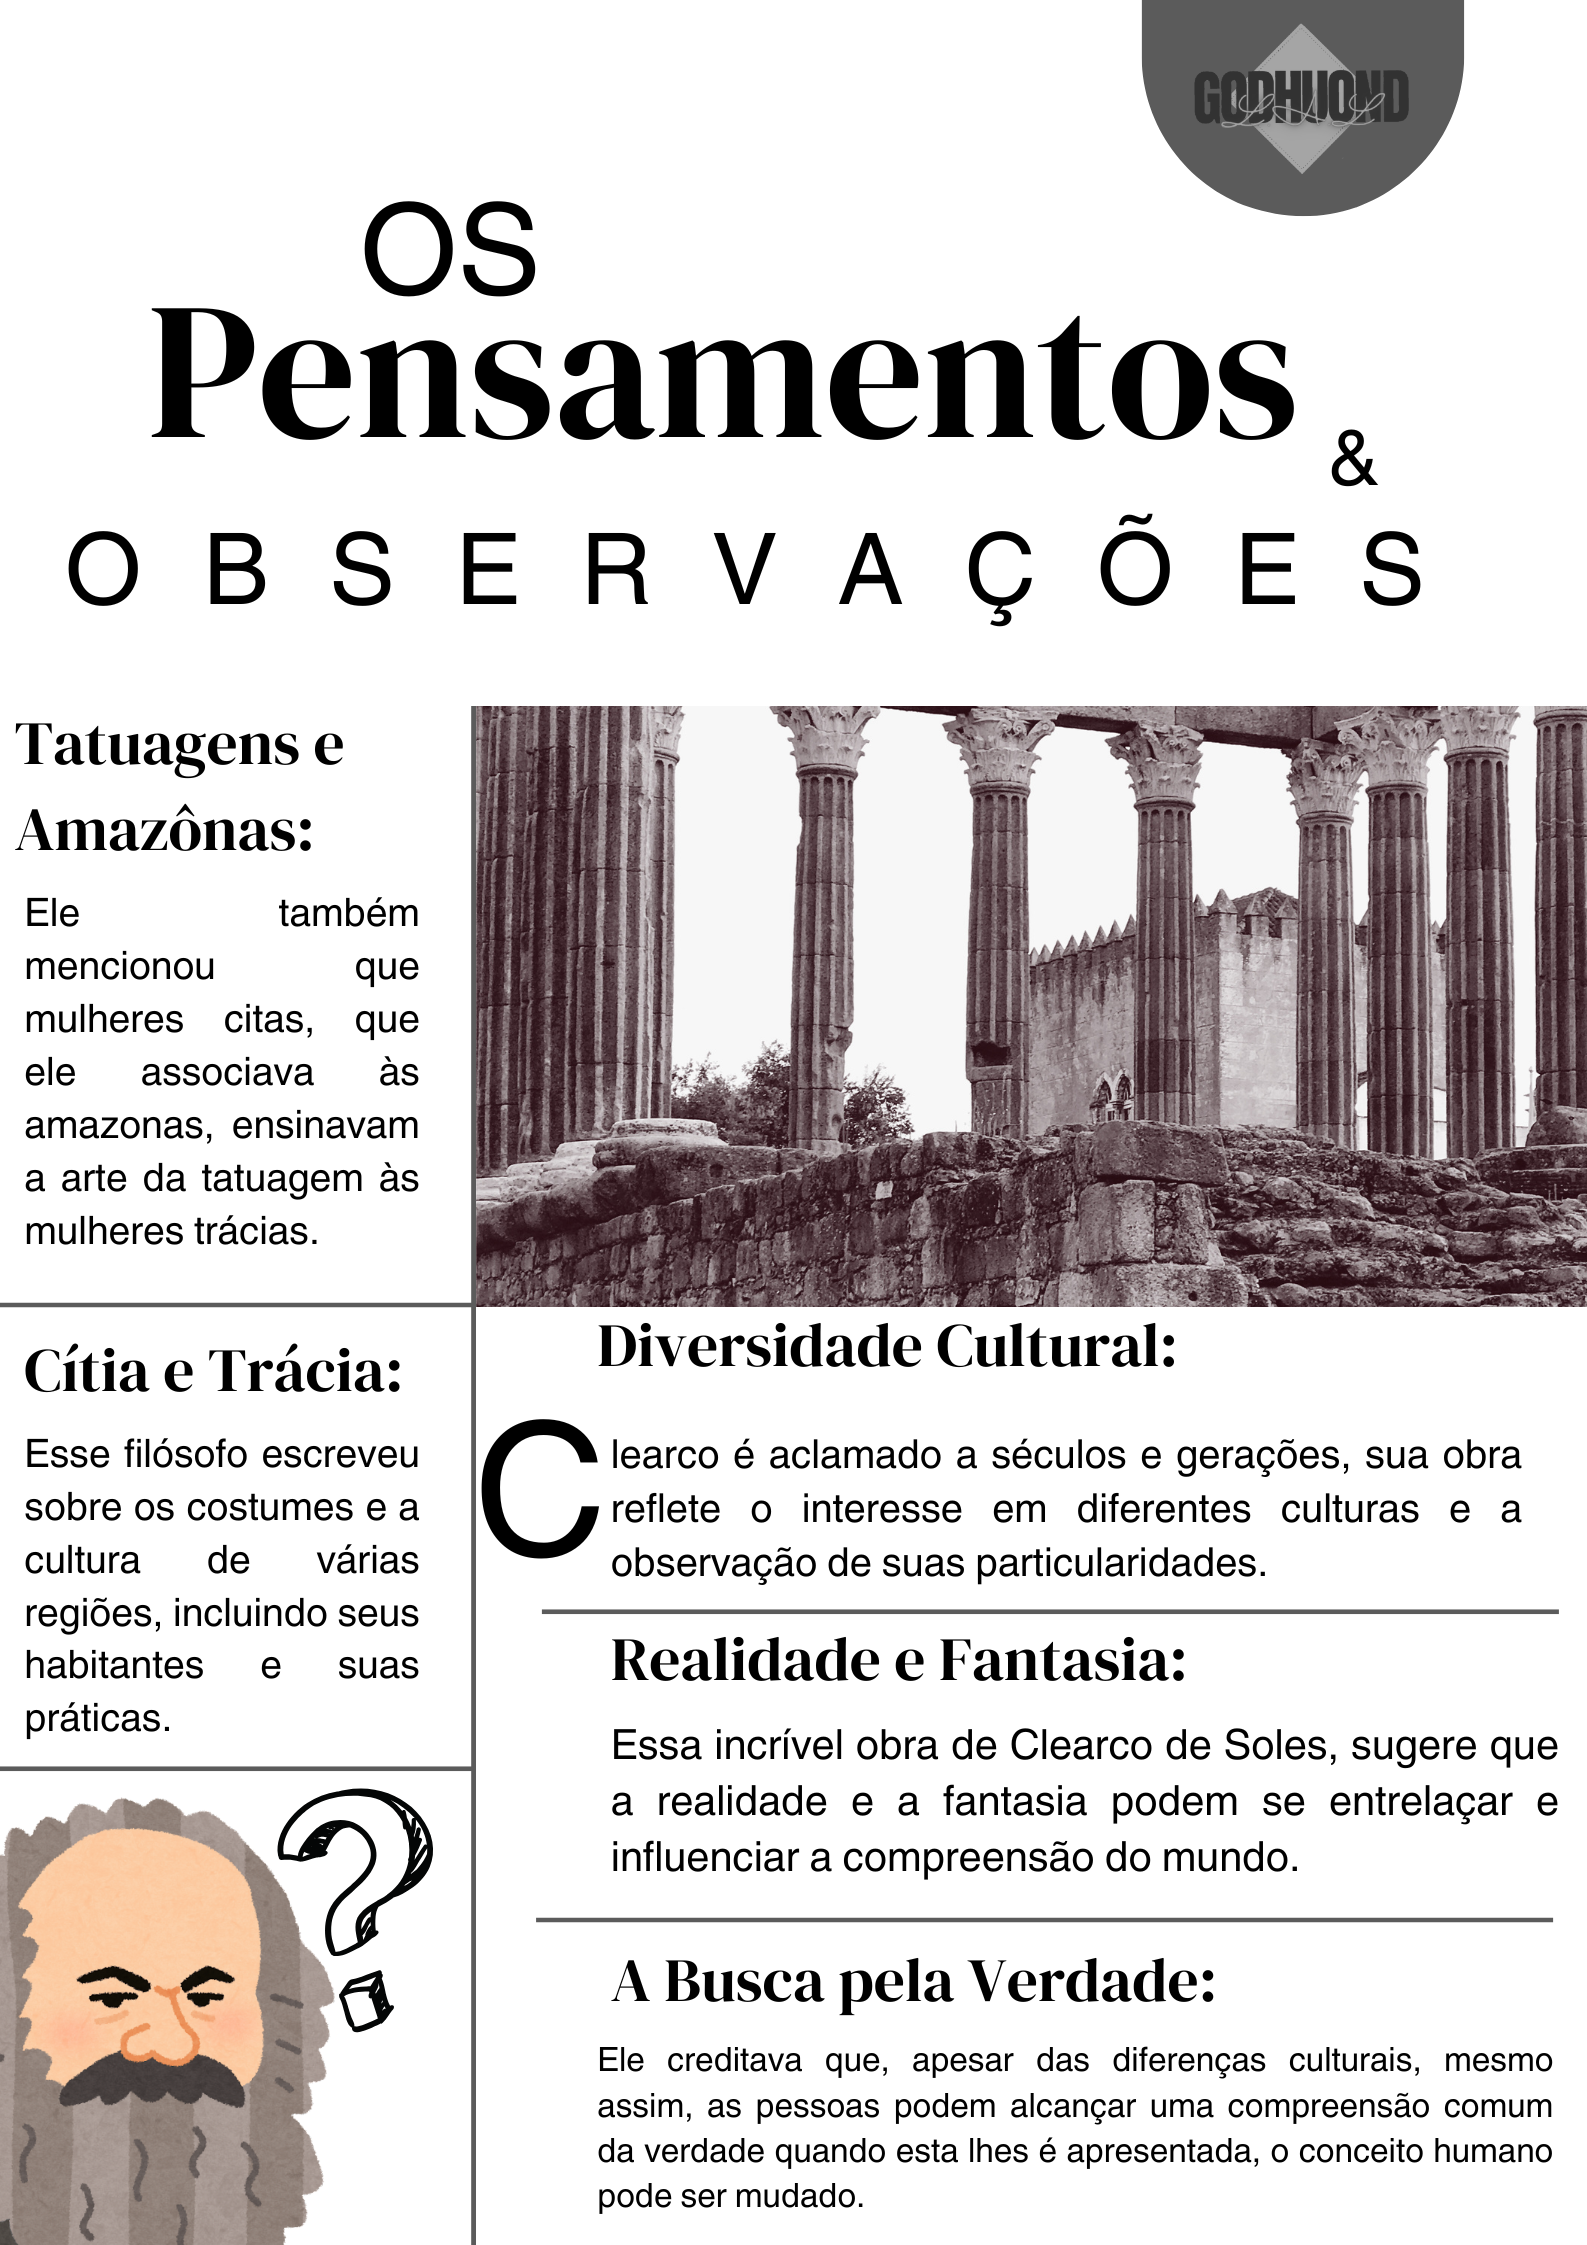 GODHUOND
OS
Pensamentos
&
OBSERVAÇÕES
Tatuagens e
Amazônas:
Ele também
mencionou que
mulheres citas, que
ele associava às
amazonas, ensinavam
a arte da tatuagem às
mulheres trácias.
Cítia e Trácia:
Esse filósofo escreveu
sobre os costumes e a
cultura de várias
regiões, incluindo seus
habitantes e suas
práticas.
?
Diversidade Cultural:
Clearco é aclamado a séculos e gerações, sua obra
reflete o interesse em diferentes culturas e a
observação de suas particularidades.
Realidade e Fantasia:
Essa incrível obra de Clearco de Soles, sugere que
a realidade e a fantasia podem se entrelaçar e
influenciar a compreensão do mundo.
A Busca pela Verdade:
Ele creditava que, apesar das diferenças culturais, mesmo
assim, as pessoas podem alcançar uma compreensão comum
da verdade quando esta lhes é apresentada, o conceito humano
pode ser mudado.